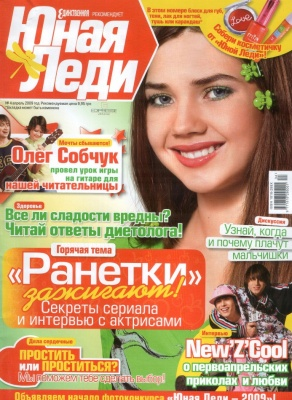 Единственная РЕКОМЕНДУЕТ
Юная
Леди
В этом номере блеск для губ,
тени, лак для ногтей,
тушь или карандаш!
Love
Собери косметичку
от «Юной Леди»!
Мечты сбываются!
Олег Собчук
провел урок игры
на гитаре для
нашей читательницы
Здоровье
Все ли сладости вредны?
Читай ответы диетолога!
Дискуссия
Узнай, когда
и почему плачут
мальчишки
Горячая тема
«Ранетки»
зажигают!
Секреты сериала
и интервью с актрисами
Дела сердечные
ПРОСТИТЬ
или ПРОСТИТЬСЯ?
Мы поможем тебе сделать выбор!
Интервью
New'Z'Cool
о первоапрельских
приколах и любви
Объявляем начало фотоконкурса «Юная Леди – 2009»!